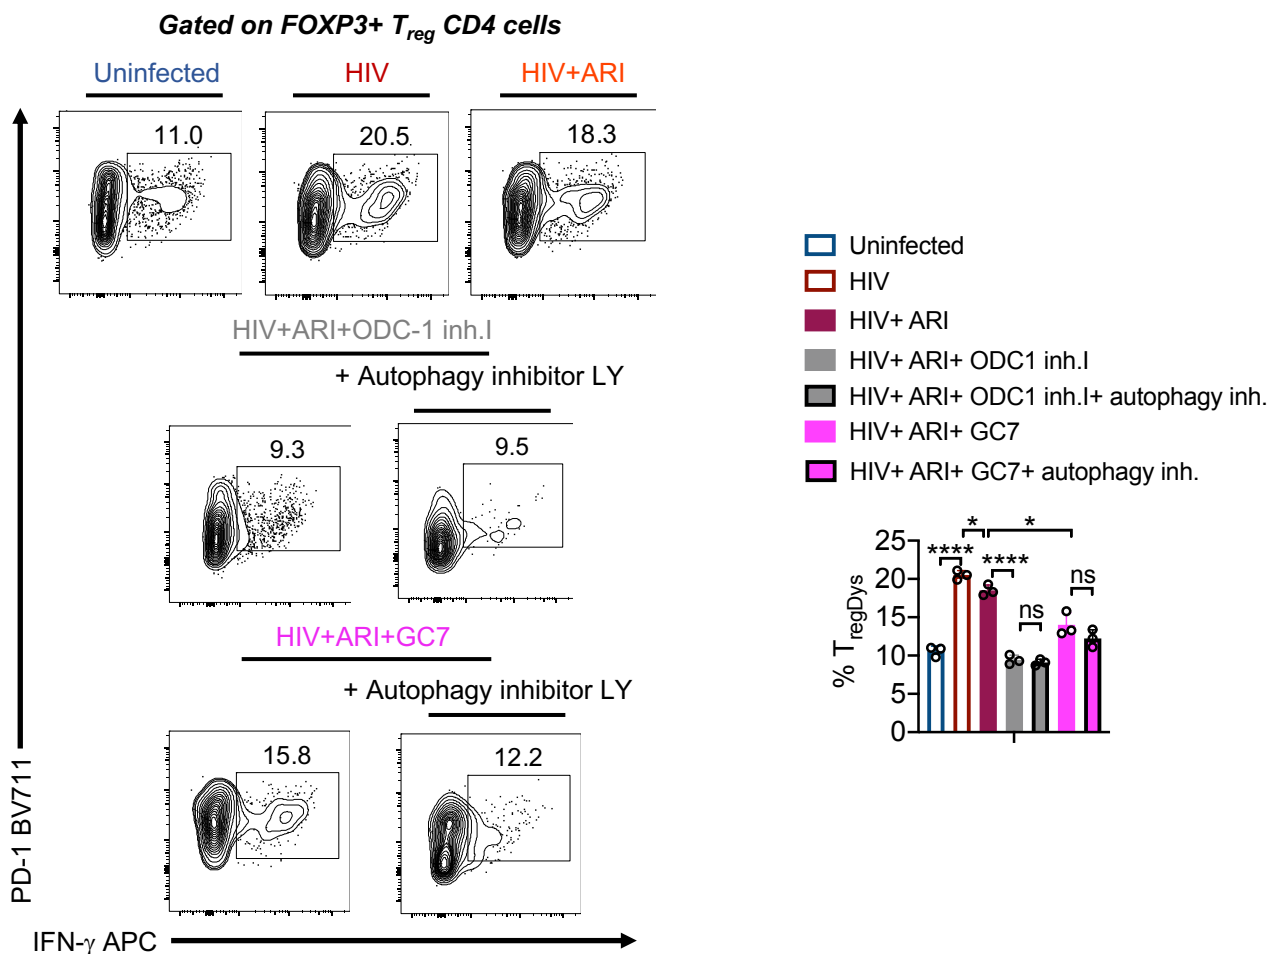 Gated on FOXP3+ Treg CD4 cells
Uninfected
HIV
HIV+ARI
11.0
20.5
18.3
HIV+ARI+ODC-1 inh.I
+ Autophagy inhibitor LY
9.3
9.5
HIV+ARI+GC7
+ Autophagy inhibitor LY
15.8
12.2
PD-1 BV711
IFN-γ APC
Uninfected
HIV
HIV+ ARI
HIV+ ARI+ ODC1 inh.I
HIV+ ARI+ ODC1 inh.I+ autophagy inh.
HIV+ ARI+ GC7
HIV+ ARI+ GC7+ autophagy inh.
% TregDys
25
20
15
10
5
0
****
*
****
ns
*
ns